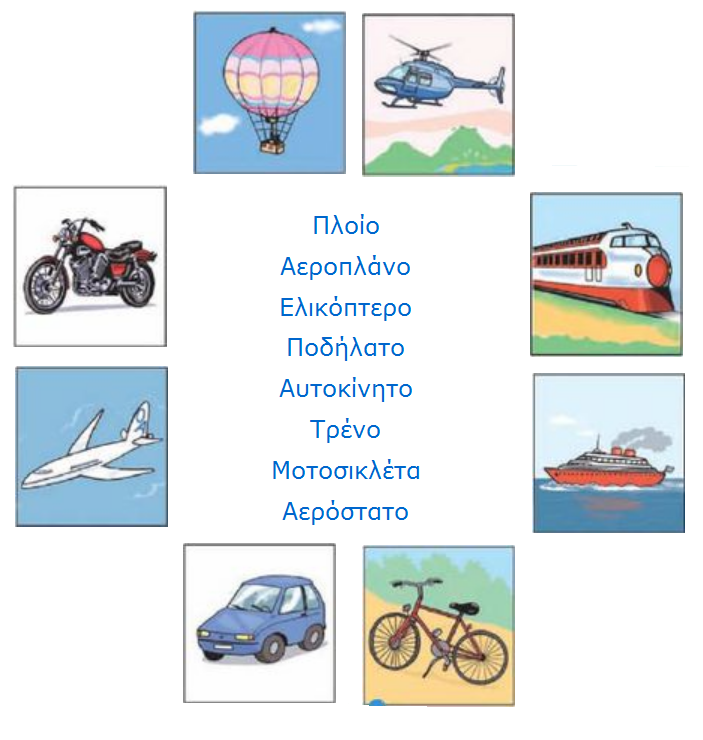 Πλοίο
Αεροπλάνο
Ελικόπτερο
Ποδήλατο
Αυτοκίνητο
Τρένο
Μοτοσικλέτα
Αερόστατο